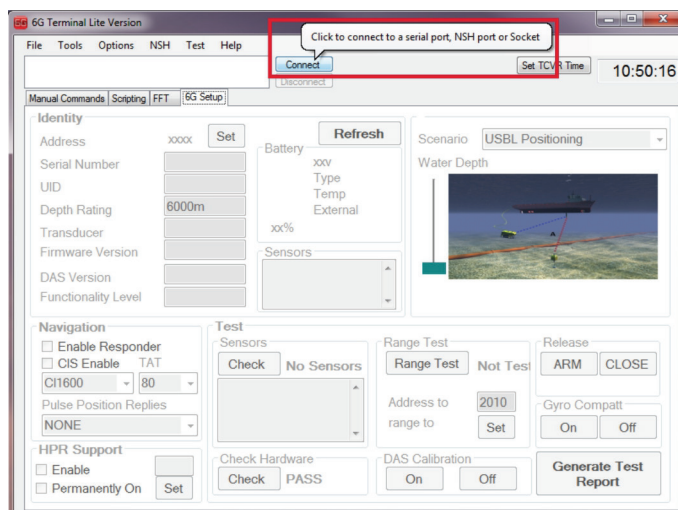 6G Terminal Lite Version
File Tools Options NSH Test Help
Click to connect to a serial port, NSH port or Socket
Connect
Disconnect
Set TCVR Time
10:50:16
Manual Commands Scripting FFT 6G Setup
Identity
Address xxxx Set
Serial Number
UID
Depth Rating 6000m
Transducer
Firmware Version
DAS Version
Functionality Level
Refresh
Battery
xxv
Type
Temp
External
xx%
Sensors
Scenario USBL Positioning
Water Depth
Navigation
Enable Responder
CIS Enable TAT
CI1600 80
Pulse Position Replies
NONE
HPR Support
Enable
Permanently On Set
Test
Sensors
Check No Sensors
Check Hardware
Check PASS
Range Test
Range Test Not Test
Address to 2010
range to Set
DAS Calibration
On Off
Release
ARM CLOSE
Gyro Compatt
On Off
Generate Test
Report